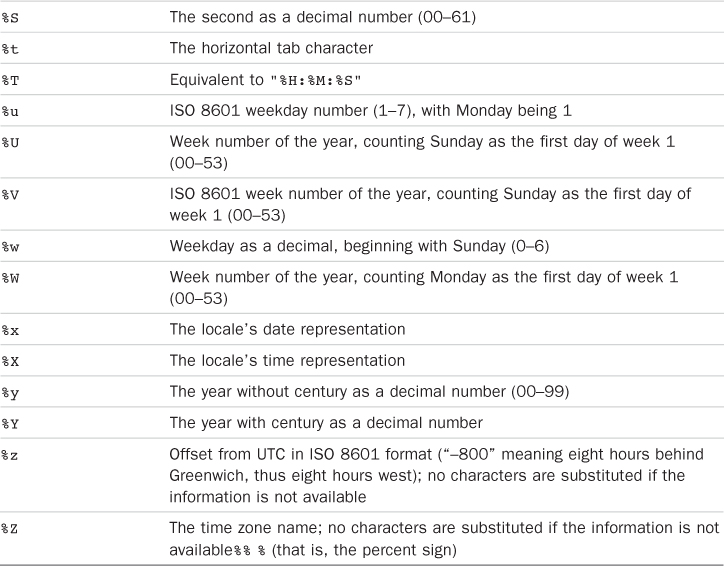 %S The second as a decimal number (00–61)
%t The horizontal tab character
%T Equivalent to "%H:%M:%S"
%u ISO 8601 weekday number (1–7), with Monday being 1
%U Week number of the year, counting Sunday as the first day of week 1
(00–53)
%V ISO 8601 week number of the year, counting Sunday as the first day of
week 1 (00–53)
%w Weekday as a decimal, beginning with Sunday (0–6)
%W Week number of the year, counting Monday as the first day of week 1
(00–53)
%x The locale’s date representation
%X The locale’s time representation
%y The year without century as a decimal number (00–99)
%Y The year with century as a decimal number
%z Offset from UTC in ISO 8601 format (“–800” meaning eight hours behind
Greenwich, thus eight hours west); no characters are substituted if the
information is not available
%Z The time zone name; no characters are substituted if the information is not
available%% % (that is, the percent sign)